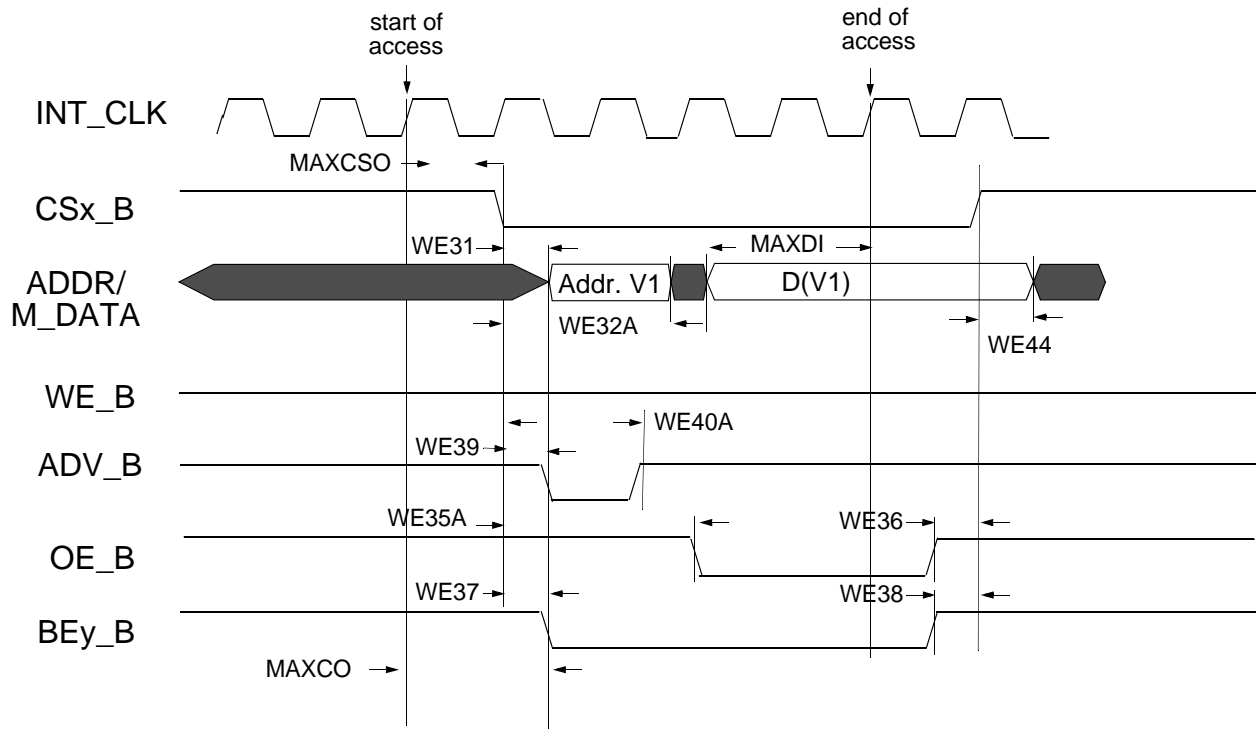 start of
access
end of
access
INT_CLK
MAXCSO
CSx_B
WE31
MAXDI
ADDR/
M_DATA
Addr. V1
D(V1)
WE32A
WE44
WE_B
WE40A
WE39
ADV_B
WE35A
WE36
OE_B
WE37
WE38
BEy_B
MAXCO